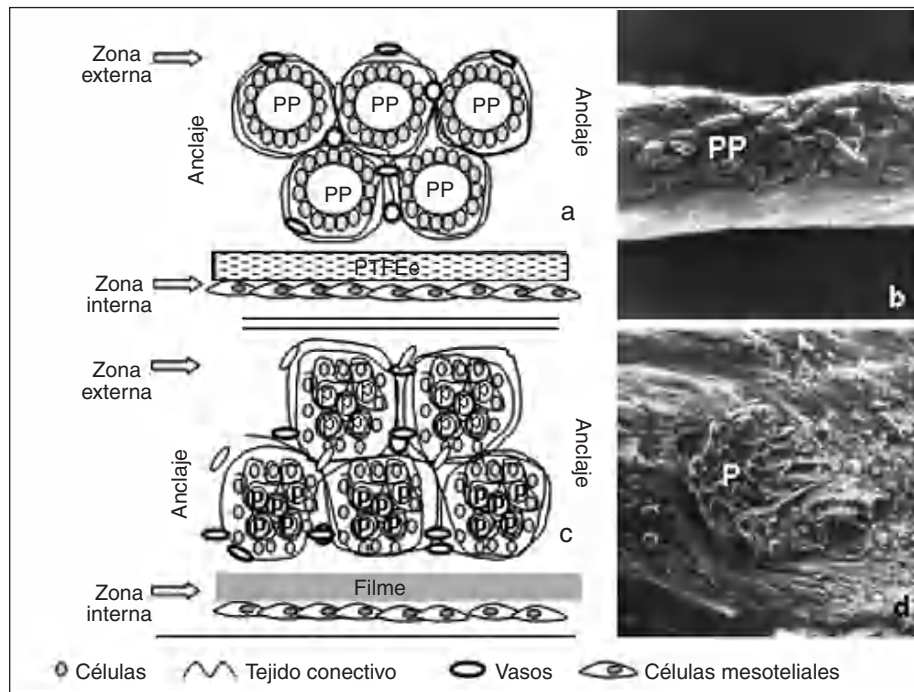 Zona
externa
PP PP PP
Anclaje
Anclaje
PP PP
a
PTFEe
Zona
interna
PP
b
Zona
externa
p p p p p
p p p p p
Anclaje
Anclaje
p p p p p
p p p p p
p p p p p
c
Filme
Zona
interna
P
d
Células
Tejido conectivo
Vasos
Células mesoteliales